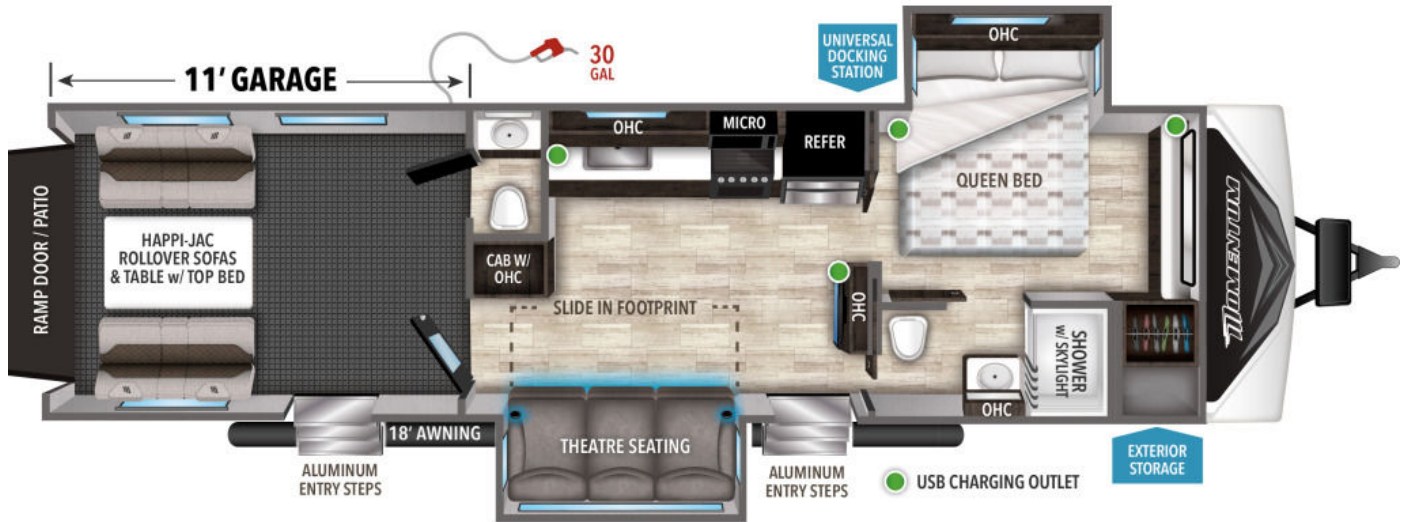 11' GARAGE
30
GAL
UNIVERSAL
DOCKING
STATION
OHC
OHC
MICRO
REFER
QUEEN BED
RAMP DOOR / PATIO
HAPPI-JAC
ROLLOVER SOFAS
& TABLE w/ TOP BED
CAB W/
OHC
SLIDE IN FOOTPRINT
OHC
SHOWER
w/ SKYLIGHT
MOMENTUM
OHC
18' AWNING
THEATRE SEATING
ALUMINUM
ENTRY STEPS
ALUMINUM
ENTRY STEPS
USB CHARGING OUTLET
EXTERIOR
STORAGE